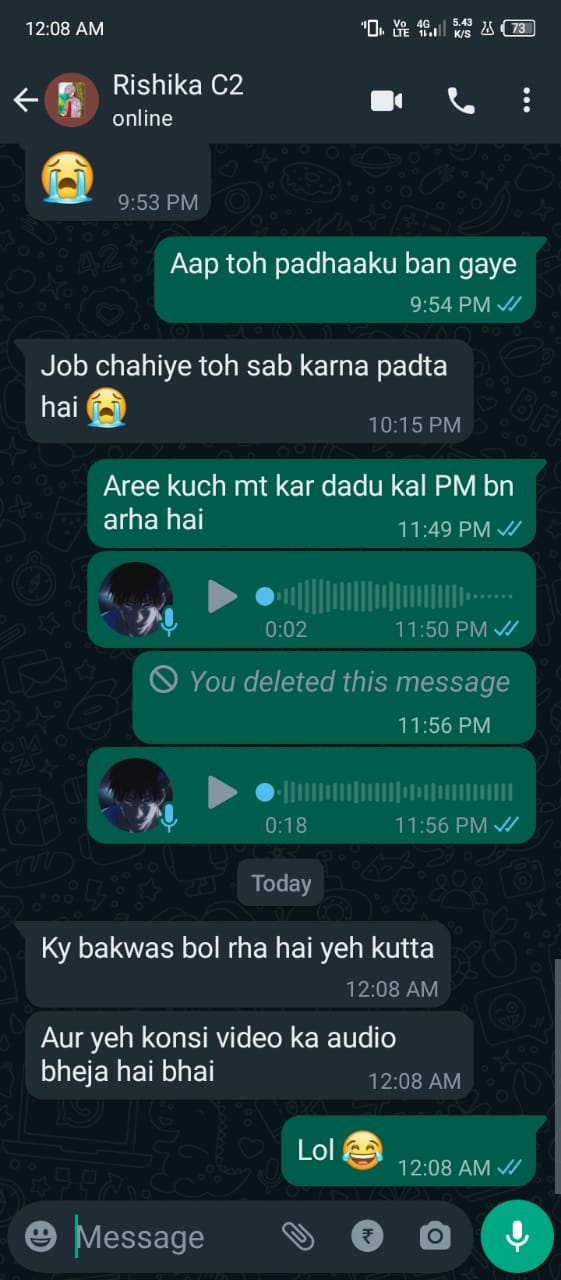 12:08 AM Vo LTE 4G 5.43 K/S 73
Rishika C2
online
9:53 PM
Aap toh padhaaku ban gaye
9:54 PM
Job chahiye toh sab karna padta
hai 😭
10:15 PM
Aree kuch mt kar dadu kal PM bn
arha hai
11:49 PM
0:02 11:50 PM
You deleted this message
11:56 PM
0:18 11:56 PM
Today
Ky bakwas bol rha hai yeh kutta
12:08 AM
Aur yeh konsi video ka audio
bheja hai bhai
12:08 AM
Lol 😂 12:08 AM
Message ₹